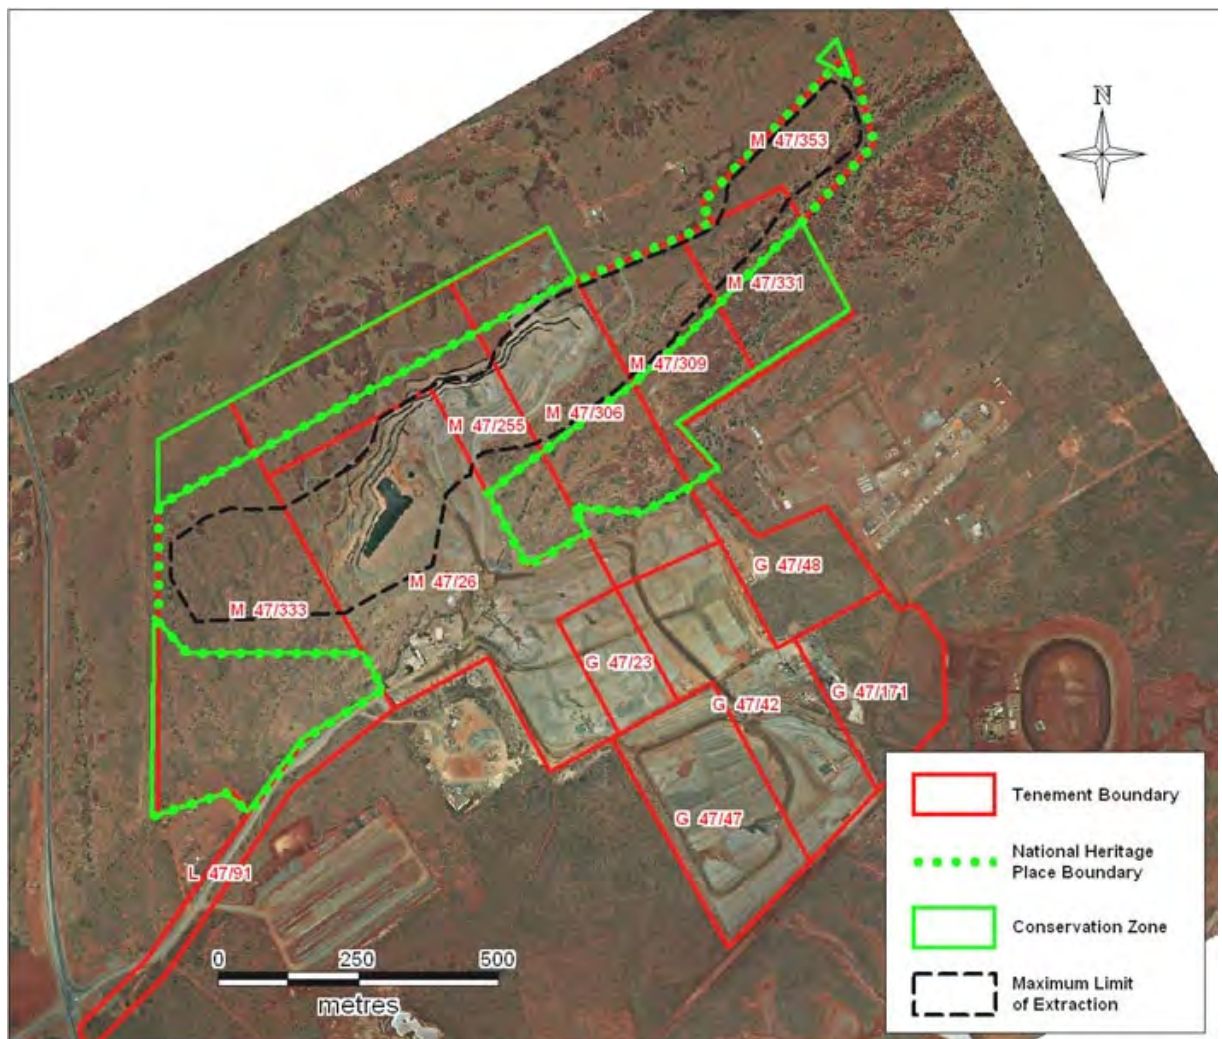 N
M 47/353
M 47/331
M 47/309
M 47/306
M 47/255
M 47/26
M 47/333
G 47/48
G 47/23
G 47/171
G 47/42
G 47/47
L 47/91
0 250 500
metres
Tenement Boundary
National Heritage
Place Boundary
Conservation Zone
Maximum Limit
of Extraction